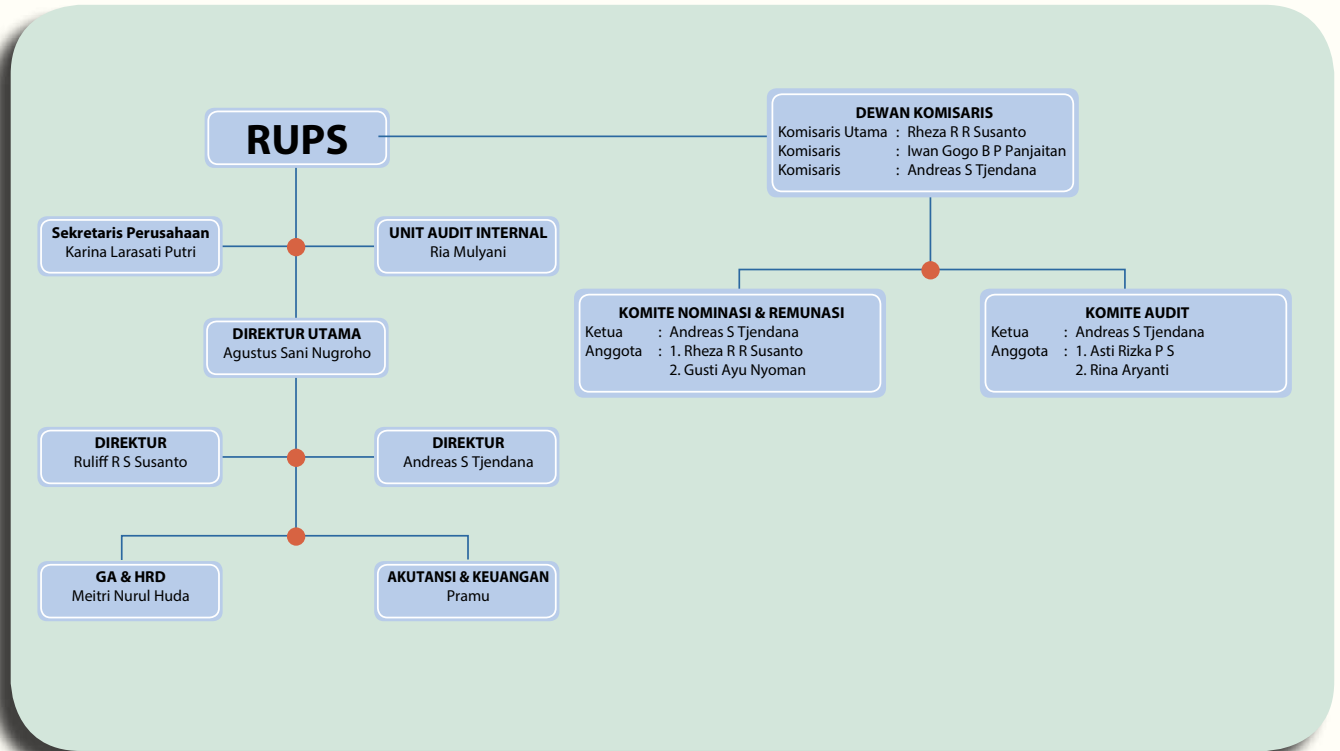 RUPS
DEWAN KOMISARIS
Komisaris Utama : Rheza R R Susanto
Komisaris : Iwan Gogo B P Panjaitan
Komisaris : Andreas S Tjendana
Sekretaris Perusahaan
Karina Larasati Putri
UNIT AUDIT INTERNAL
Ria Mulyani
KOMITE NOMINASI & REMUNASI
Ketua : Andreas S Tjendana
Anggota : 1. Rheza R R Susanto
2. Gusti Ayu Nyoman
KOMITE AUDIT
Ketua : Andreas S Tjendana
Anggota : 1. Asti Rizka P S
2. Rina Aryanti
DIREKTUR UTAMA
Agustus Sani Nugroho
DIREKTUR
Ruliff R S Susanto
DIREKTUR
Andreas S Tjendana
GA & HRD
Meitri Nurul Huda
AKUTANSI & KEUANGAN
Pramu